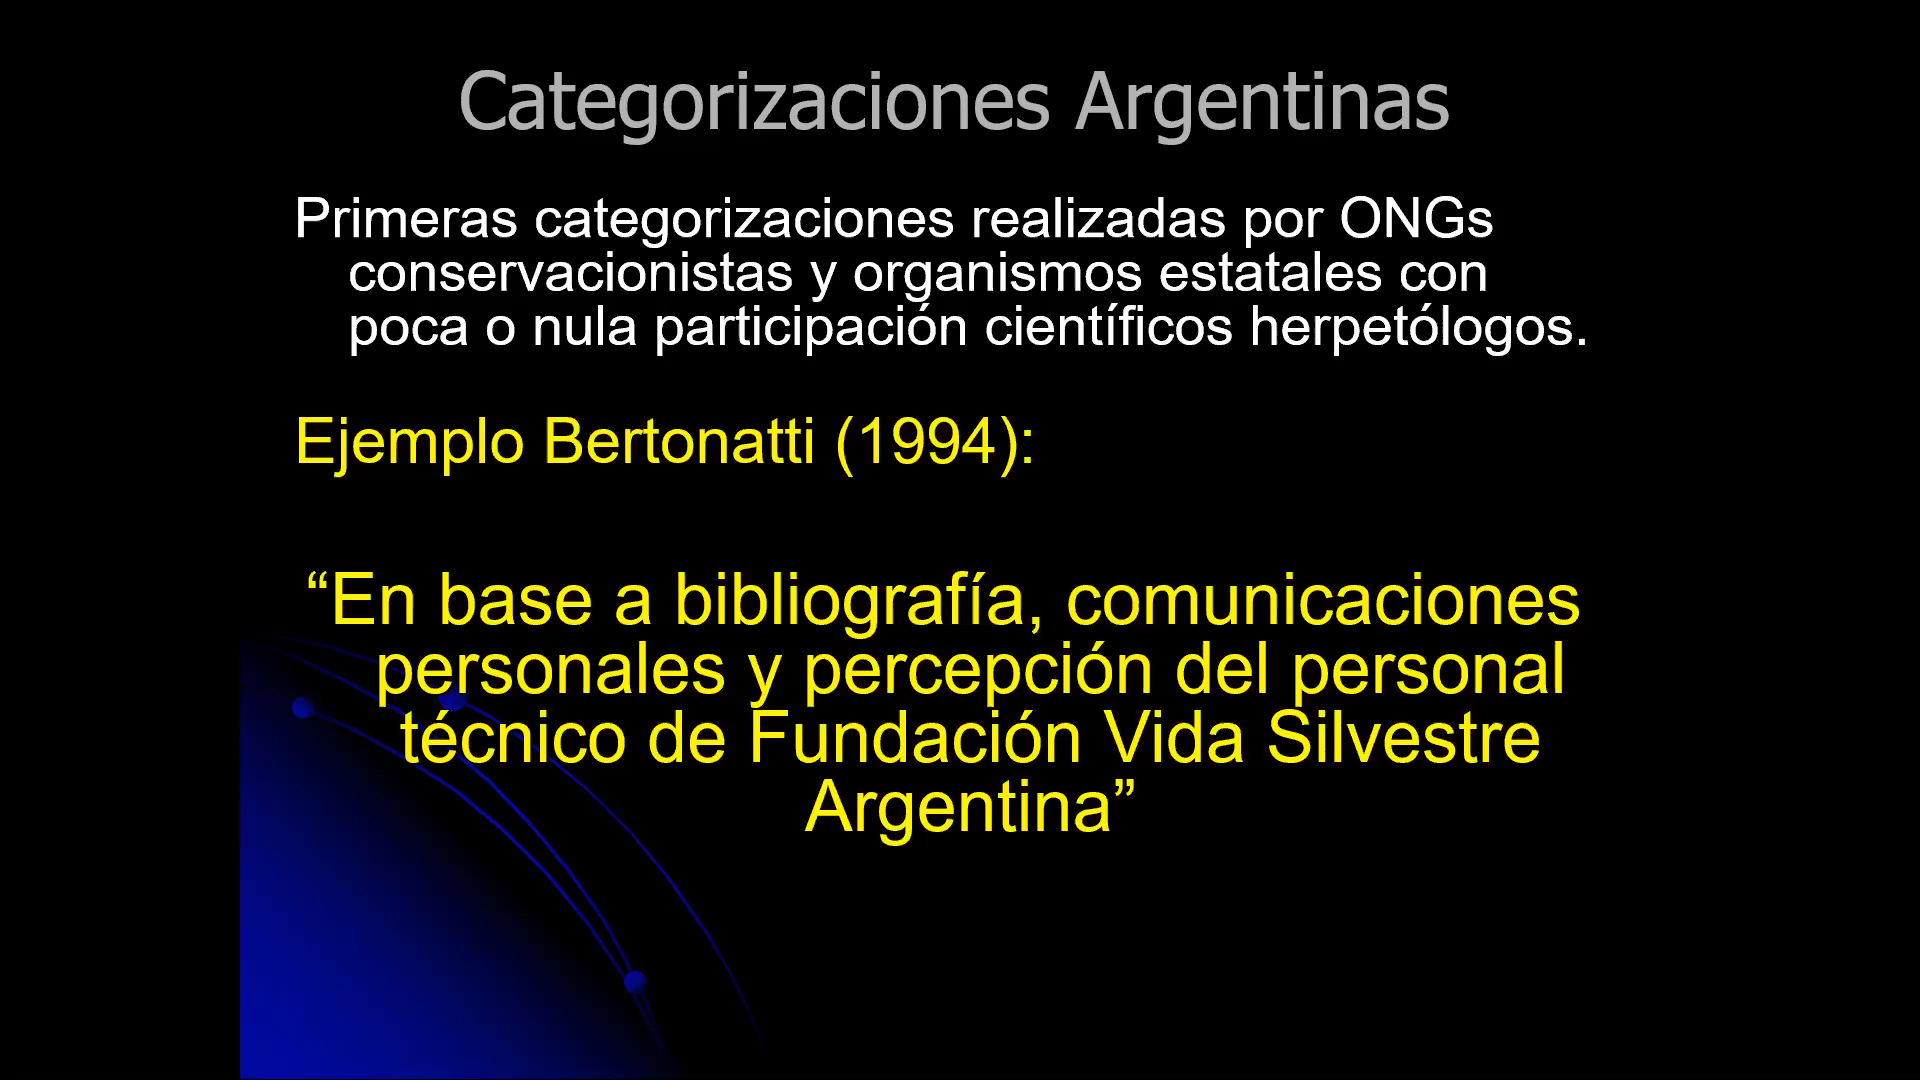 Categorizaciones Argentinas
Primeras categorizaciones realizadas por ONGs
conservacionistas y organismos estatales con
poca o nula participación científicos herpetólogos.
Ejemplo Bertonatti (1994):
“En base a bibliografía, comunicaciones
personales y percepción del personal
técnico de Fundación Vida Silvestre
Argentina”